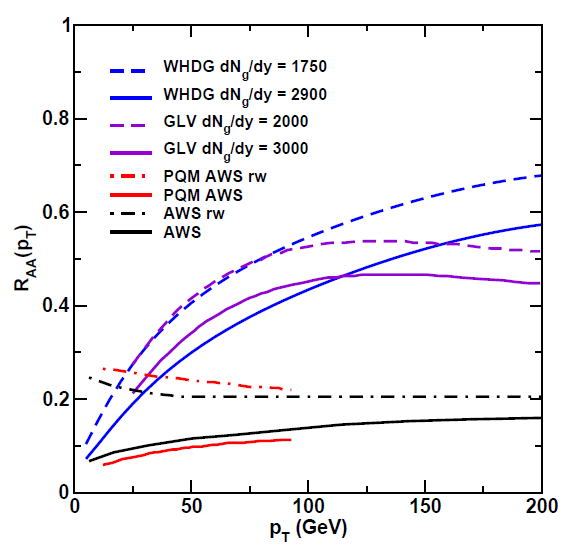 1
0.8
0.6
0.4
0.2
0
R_AA(p_T)
WHDG dN_g/dy = 1750
WHDG dN_g/dy = 2900
GLV dN_g/dy = 2000
GLV dN_g/dy = 3000
PQM AWS rw
PQM AWS
AWS rw
AWS
0 50 100 150 200
p_T (GeV)